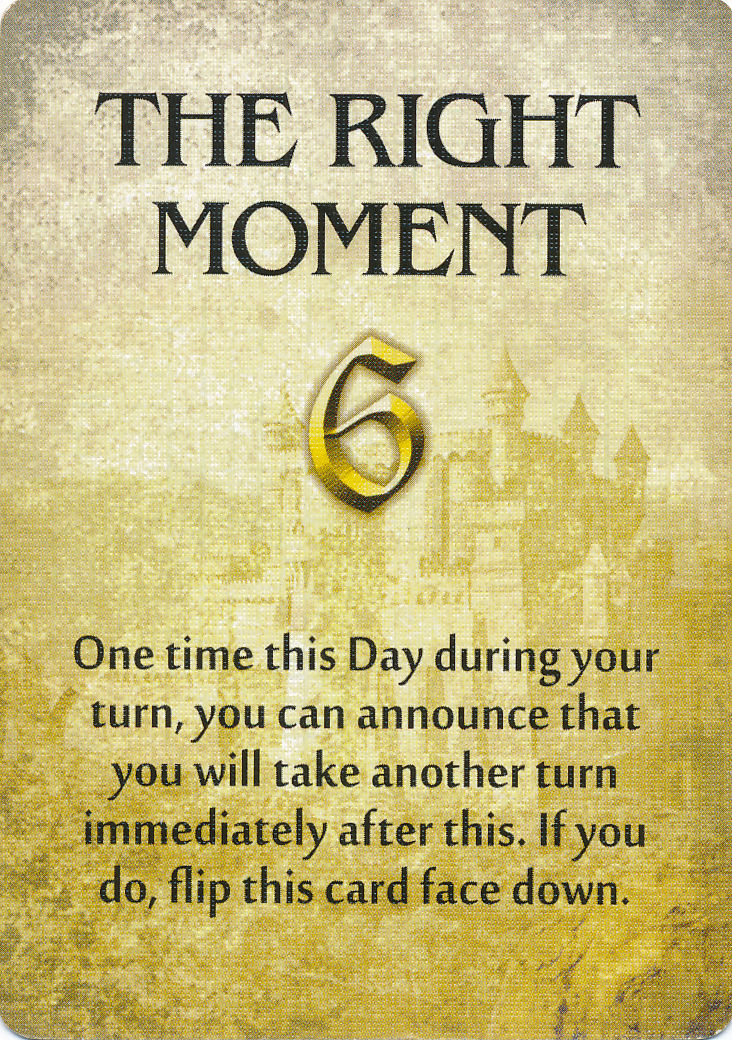 THE RIGHT
MOMENT
6
One time this Day during your
turn, you can announce that
you will take another turn
immediately after this. If you
do, flip this card face down.